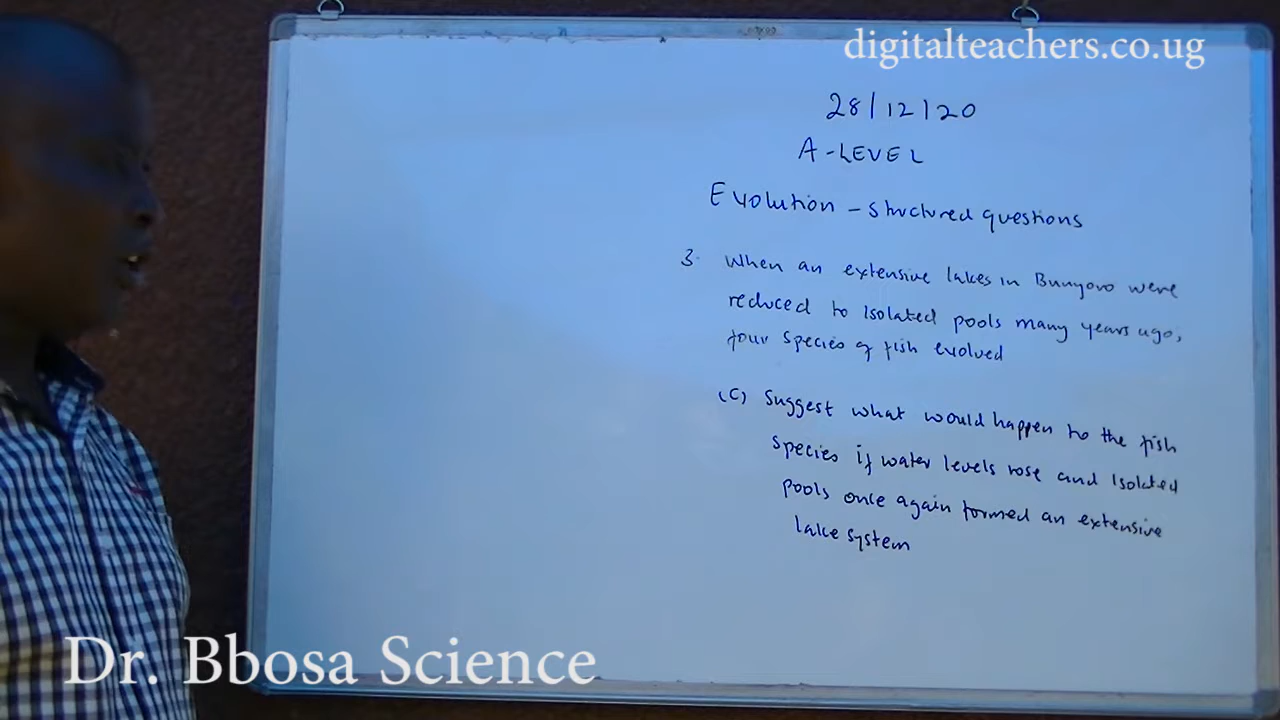 digitalteachers.co.ug
28/12/20
A-LEVEL
Evolution - structured questions
3. When an extensive lakes in Bunyoro were
reduced to isolated pools many years ago,
four species of fish evolved
(c) Suggest what would happen to the fish
species if water levels rose and isolated
pools once again formed an extensive
lake system
Dr. Bbosa Science